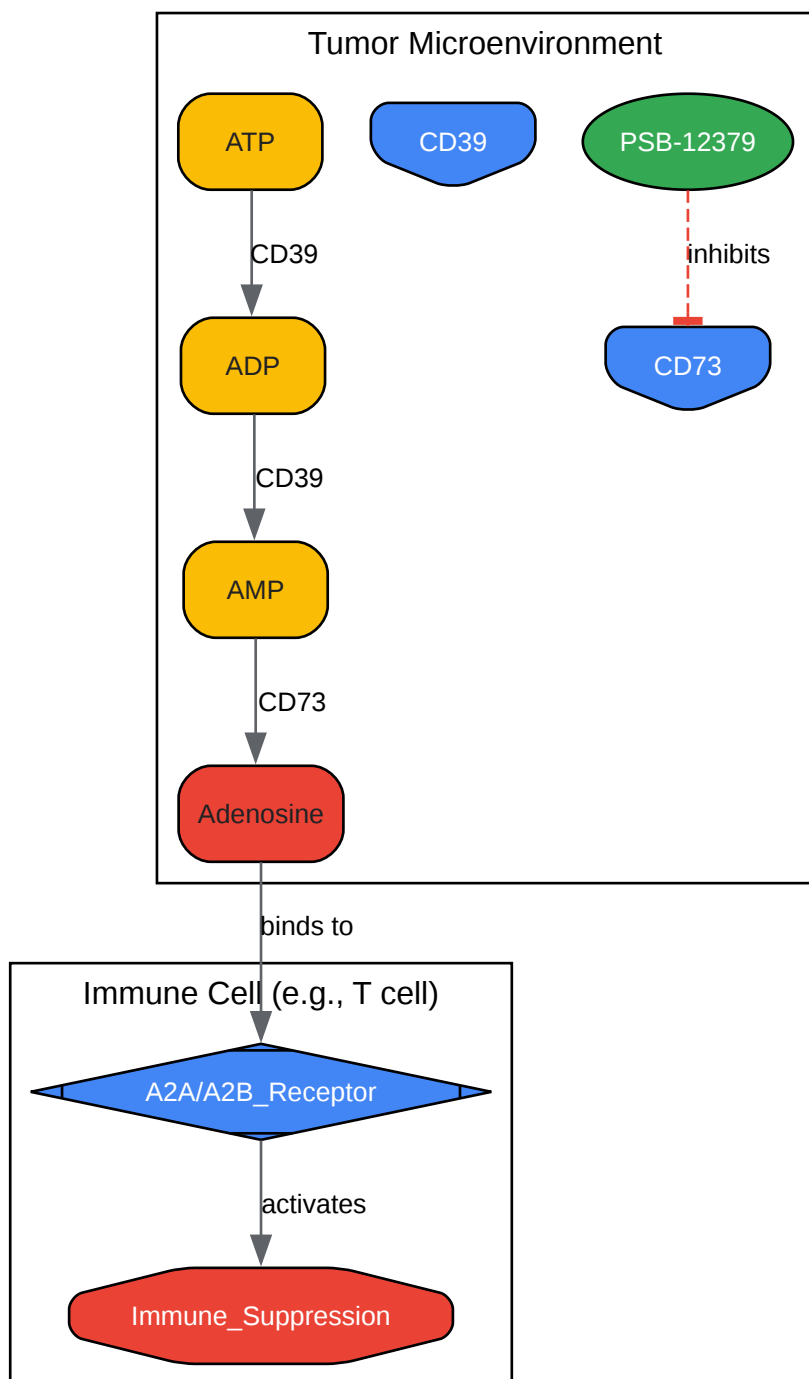 Tumor Microenvironment
ATP
CD39
PSB-12379
CD39
inhibits
ADP
CD73
CD39
AMP
CD73
Adenosine
binds to
Immune Cell (e.g., T cell)
A2A/A2B_Receptor
activates
Immune_Suppression